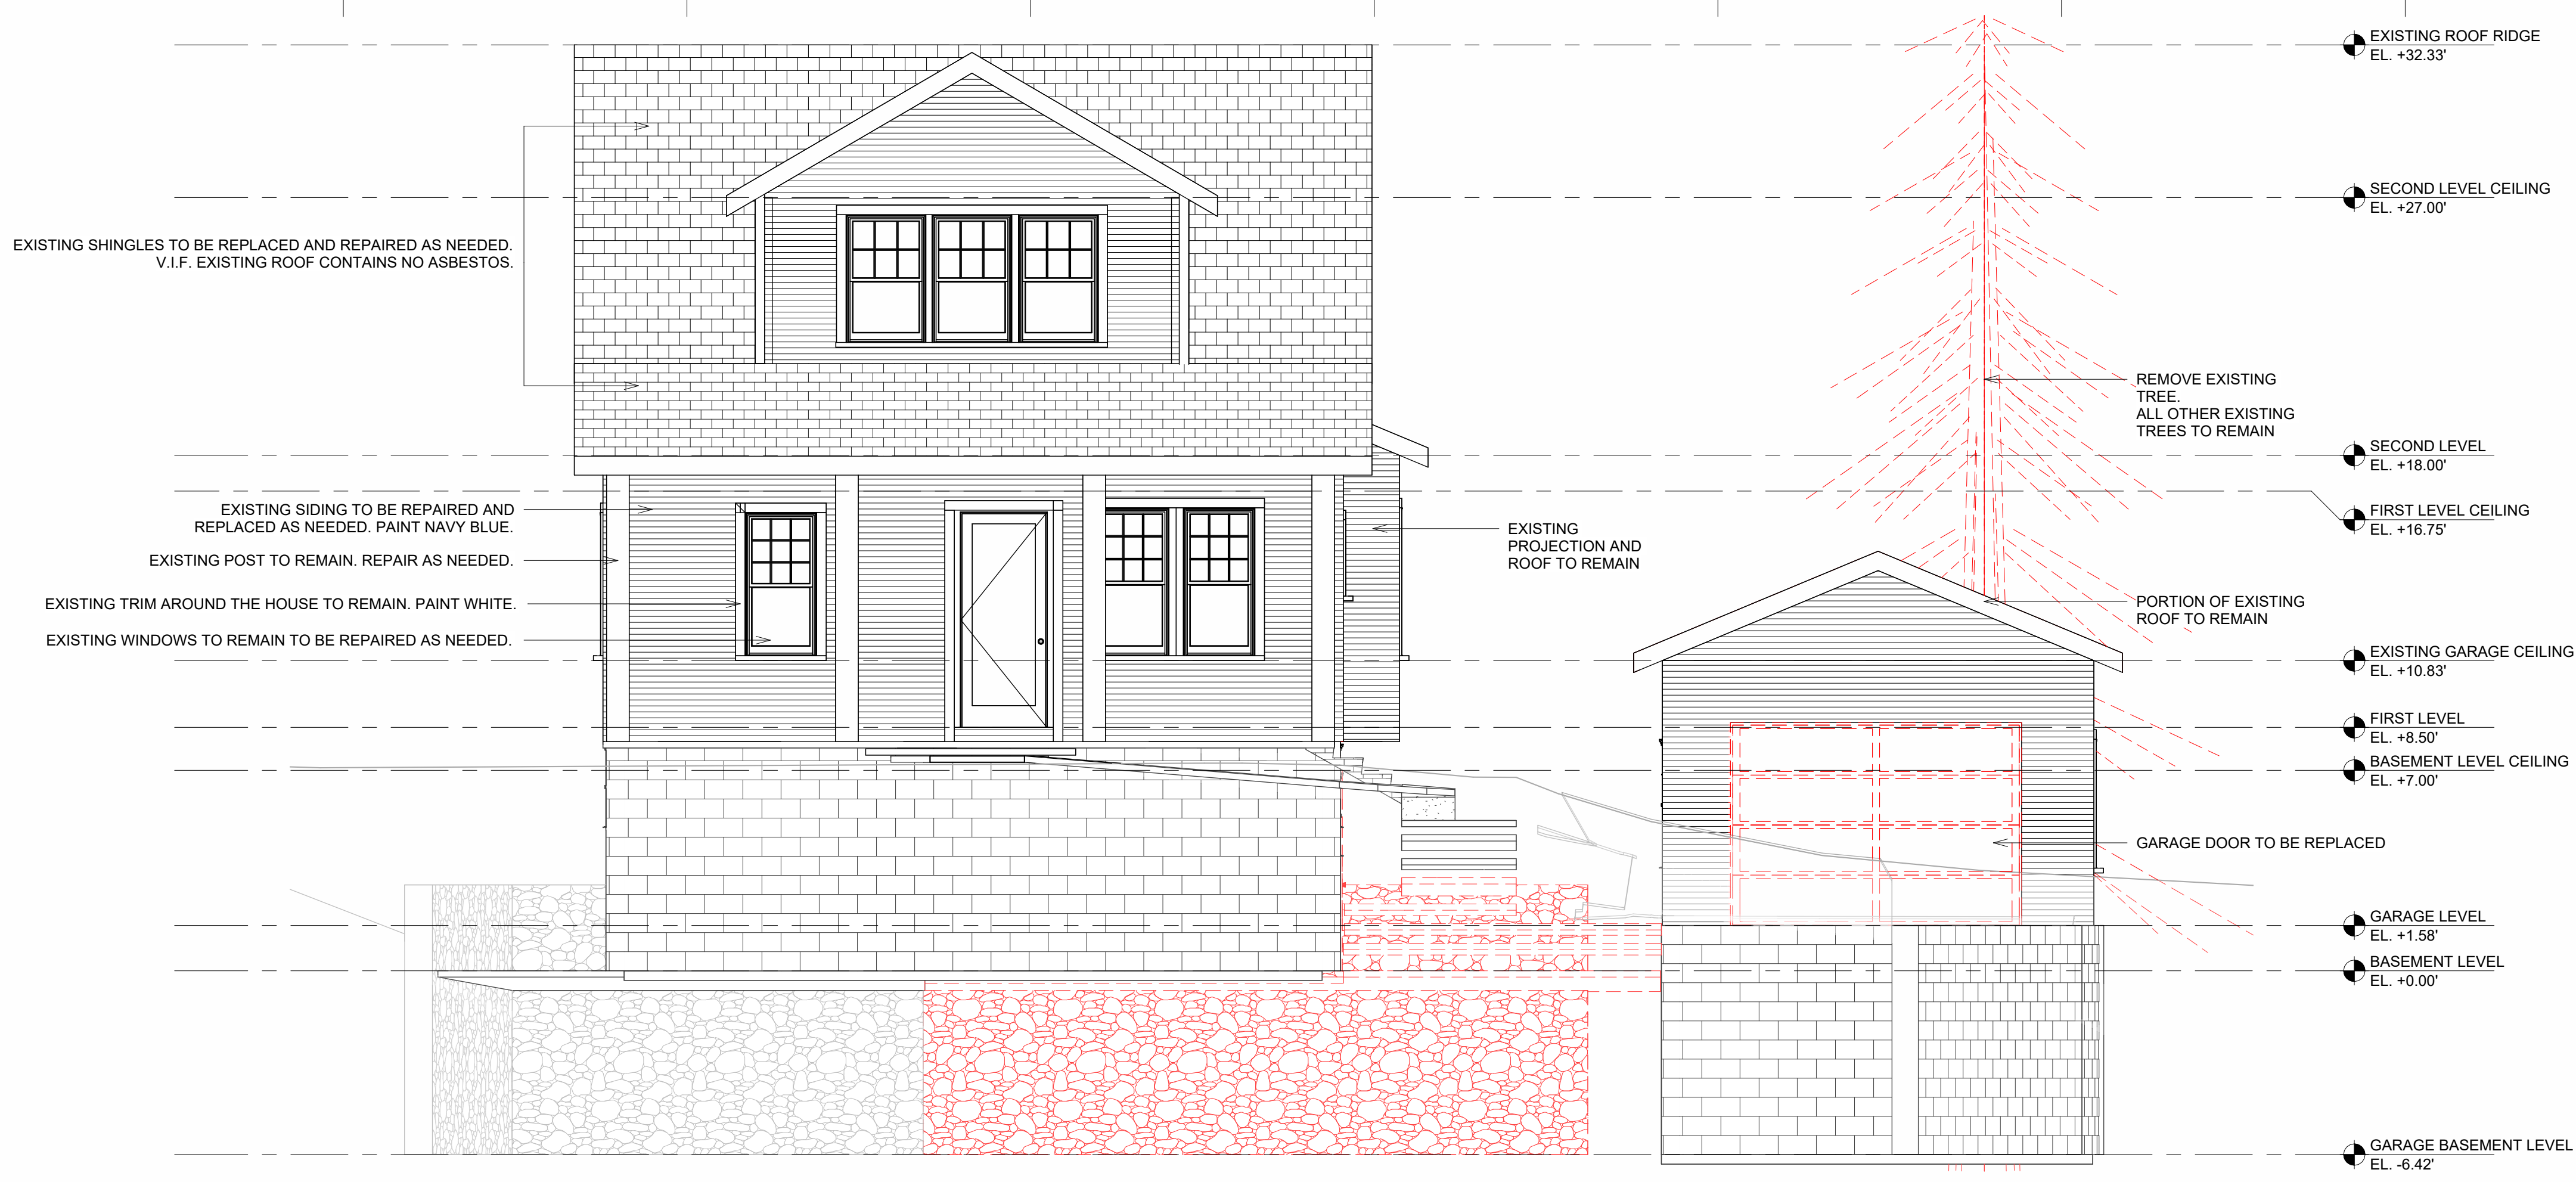 EXISTING ROOF RIDGE
EL. +32.33'
SECOND LEVEL CEILING
EL. +27.00'
EXISTING SHINGLES TO BE REPLACED AND REPAIRED AS NEEDED.
V.I.F. EXISTING ROOF CONTAINS NO ASBESTOS.
REMOVE EXISTING
TREE.
ALL OTHER EXISTING
TREES TO REMAIN
SECOND LEVEL
EL. +18.00'
EXISTING SIDING TO BE REPAIRED AND
REPLACED AS NEEDED. PAINT NAVY BLUE.
EXISTING POST TO REMAIN. REPAIR AS NEEDED.
EXISTING TRIM AROUND THE HOUSE TO REMAIN. PAINT WHITE.
EXISTING WINDOWS TO REMAIN TO BE REPAIRED AS NEEDED.
EXISTING
PROJECTION AND
ROOF TO REMAIN
FIRST LEVEL CEILING
EL. +16.75'
PORTION OF EXISTING
ROOF TO REMAIN
EXISTING GARAGE CEILING
EL. +10.83'
FIRST LEVEL
EL. +8.50'
BASEMENT LEVEL CEILING
EL. +7.00'
GARAGE DOOR TO BE REPLACED
GARAGE LEVEL
EL. +1.58'
BASEMENT LEVEL
EL. +0.00'
GARAGE BASEMENT LEVEL
EL. -6.42'